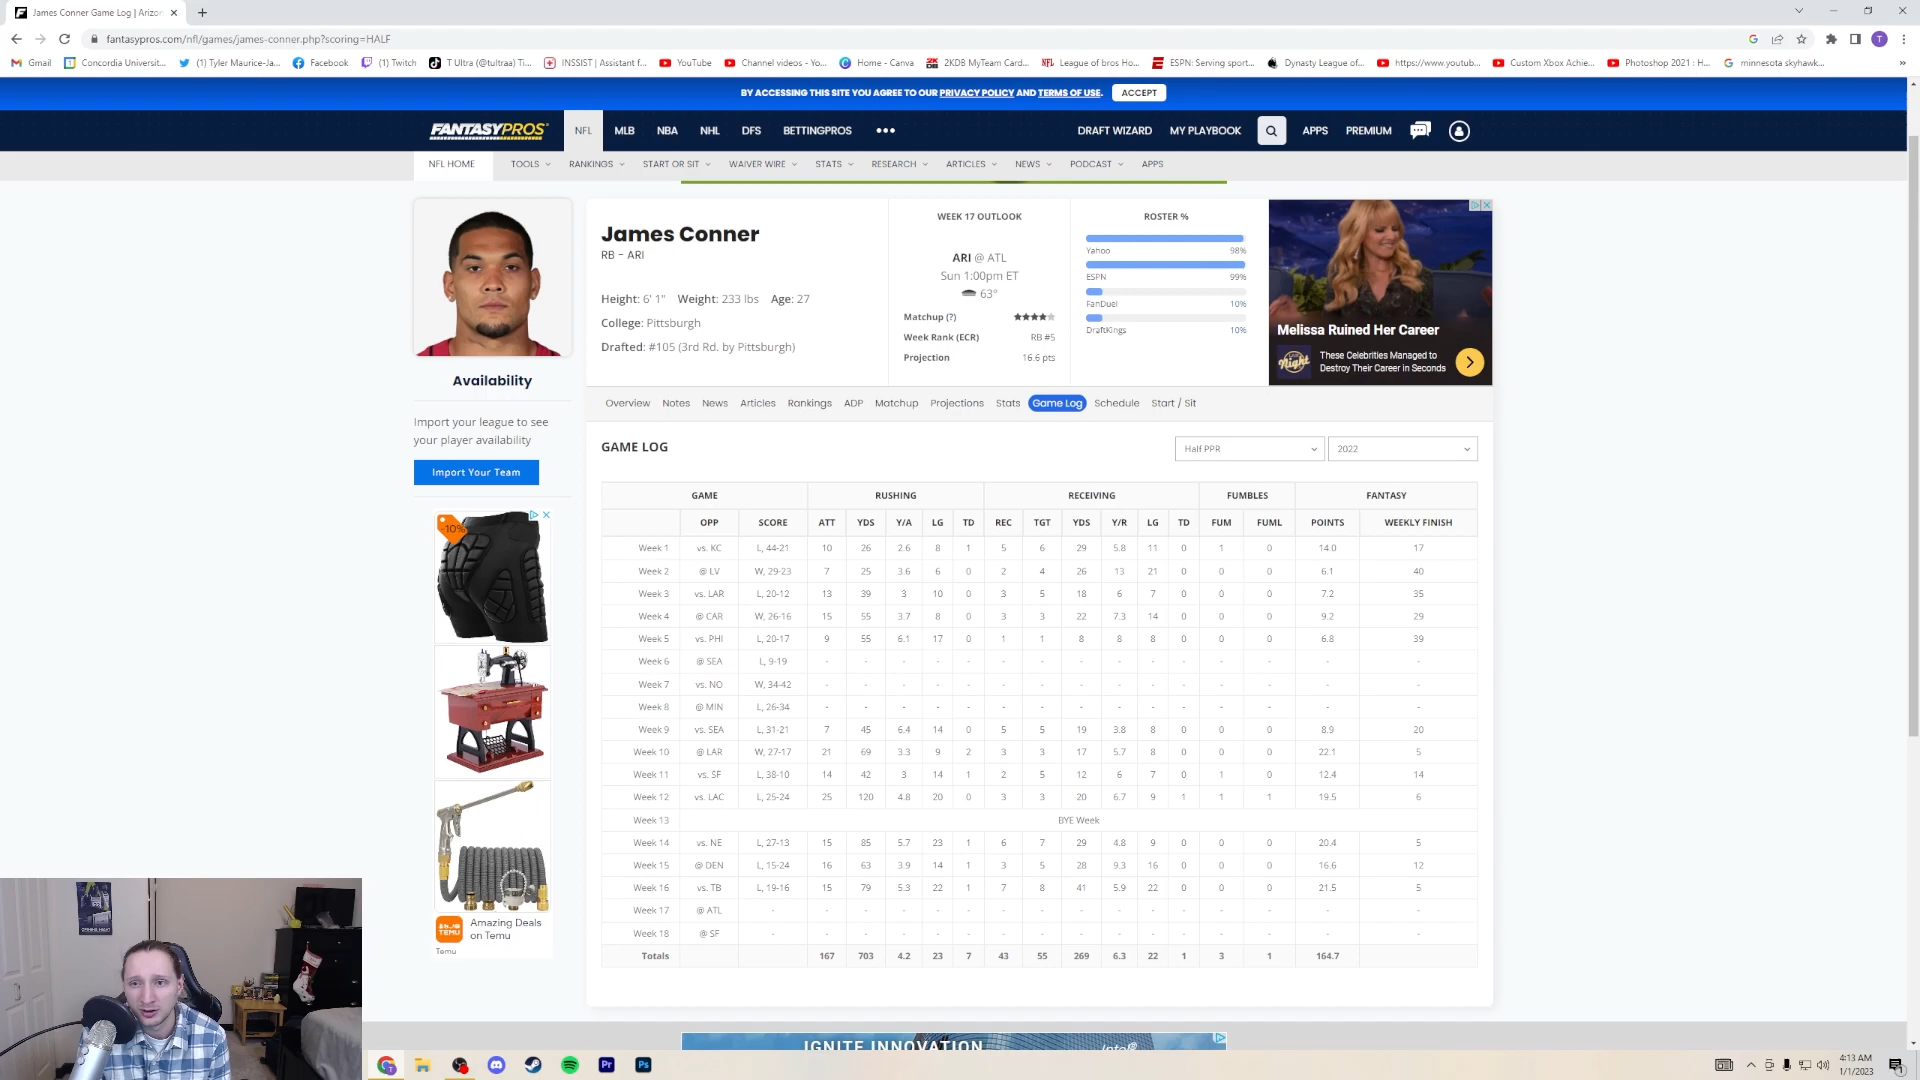 James Conner Game Log | Arizon
fantasypros.com/nfl/games/james-conner.php?scoring=HALF
Gmail Concordia Universit... (1) Tyler Maurice-Ja... Facebook (1) Twitch T Ultra (@tultraa) Ti... INSSIST | Assistant f... YouTube Channel videos - Yo... Home - Canva 2KDB MyTeam Card... League of bros Ho... ESPN: Serving sport... Dynasty League of... https://www.youtub... Custom Xbox Achie... Photoshop 2021 : H... minnesota skyhawk...
BY ACCESSING THIS SITE YOU AGREE TO OUR PRIVACY POLICY AND TERMS OF USE. ACCEPT
FANTASYPROS NFL MLB NBA NHL DFS BETTINGPROS ••• DRAFT WIZARD MY PLAYBOOK APPS PREMIUM
NFL HOME TOOLS RANKINGS START OR SIT WAIVER WIRE STATS RESEARCH ARTICLES NEWS PODCAST APPS
James Conner
RB - ARI
Height: 6' 1" Weight: 233 lbs Age: 27
College: Pittsburgh
Drafted: #105 (3rd Rd. by Pittsburgh)
WEEK 17 OUTLOOK
ARI @ ATL
Sun 1:00pm ET
63°
Matchup (?) ★★★★★
Week Rank (ECR) RB #5
Projection 16.6 pts
ROSTER %
Yahoo 98%
ESPN 99%
FanDuel 10%
DraftKings 10%
Melissa Ruined Her Career
Night
These Celebrities Managed to
Destroy Their Career in Seconds
Availability
Import your league to see
your player availability
Import Your Team
-10%
Amazing Deals
on Temu
TEMU
Temu
Overview Notes News Articles Rankings ADP Matchup Projections Stats Game Log Schedule Start / Sit
GAME LOG Half PPR 2022
GAME RUSHING RECEIVING FUMBLES FANTASY
OPP SCORE ATT YDS Y/A LG TD REC TGT YDS Y/R LG TD FUM FUML POINTS WEEKLY FINISH
Week 1 vs. KC L, 44-21 10 26 2.6 8 1 5 6 29 5.8 11 0 1 0 14.0 17
Week 2 @ LV W, 29-23 7 25 3.6 6 0 2 4 26 13 21 0 0 0 6.1 40
Week 3 vs. LAR L, 20-12 13 39 3 10 0 3 5 18 6 7 0 0 0 7.2 35
Week 4 @ CAR W, 26-16 15 55 3.7 8 0 3 3 22 7.3 14 0 0 0 9.2 29
Week 5 vs. PHI L, 20-17 9 55 6.1 17 0 1 1 8 8 8 0 0 0 6.8 39
Week 6 @ SEA L, 9-19 - - - - - - - - - - - - - - -
Week 7 vs. NO W, 34-42 - - - - - - - - - - - - - - -
Week 8 @ MIN L, 26-34 - - - - - - - - - - - - - - -
Week 9 vs. SEA L, 31-21 7 45 6.4 14 0 5 5 19 3.8 8 0 0 0 8.9 20
Week 10 @ LAR W, 27-17 21 69 3.3 9 2 3 3 17 5.7 8 0 0 0 22.1 5
Week 11 vs. SF L, 38-10 14 42 3 14 1 2 5 12 6 7 0 1 0 12.4 14
Week 12 vs. LAC L, 25-24 25 120 4.8 20 0 3 3 20 6.7 9 1 1 1 19.5 6
Week 13 BYE Week
Week 14 vs. NE L, 27-13 15 85 5.7 23 1 6 7 29 4.8 9 0 0 0 20.4 5
Week 15 @ DEN L, 15-24 16 63 3.9 14 1 3 5 28 9.3 16 0 0 0 16.6 12
Week 16 vs. TB L, 19-16 15 79 5.3 22 1 7 8 41 5.9 22 0 0 0 21.5 5
Week 17 @ ATL - - - - - - - - - - - - - - - -
Week 18 @ SF - - - - - - - - - - - - - - - -
Totals 167 703 4.2 23 7 43 55 269 6.3 22 1 3 1 164.7
IGNITE INNOVATION intel
4:13 AM
1/1/2023